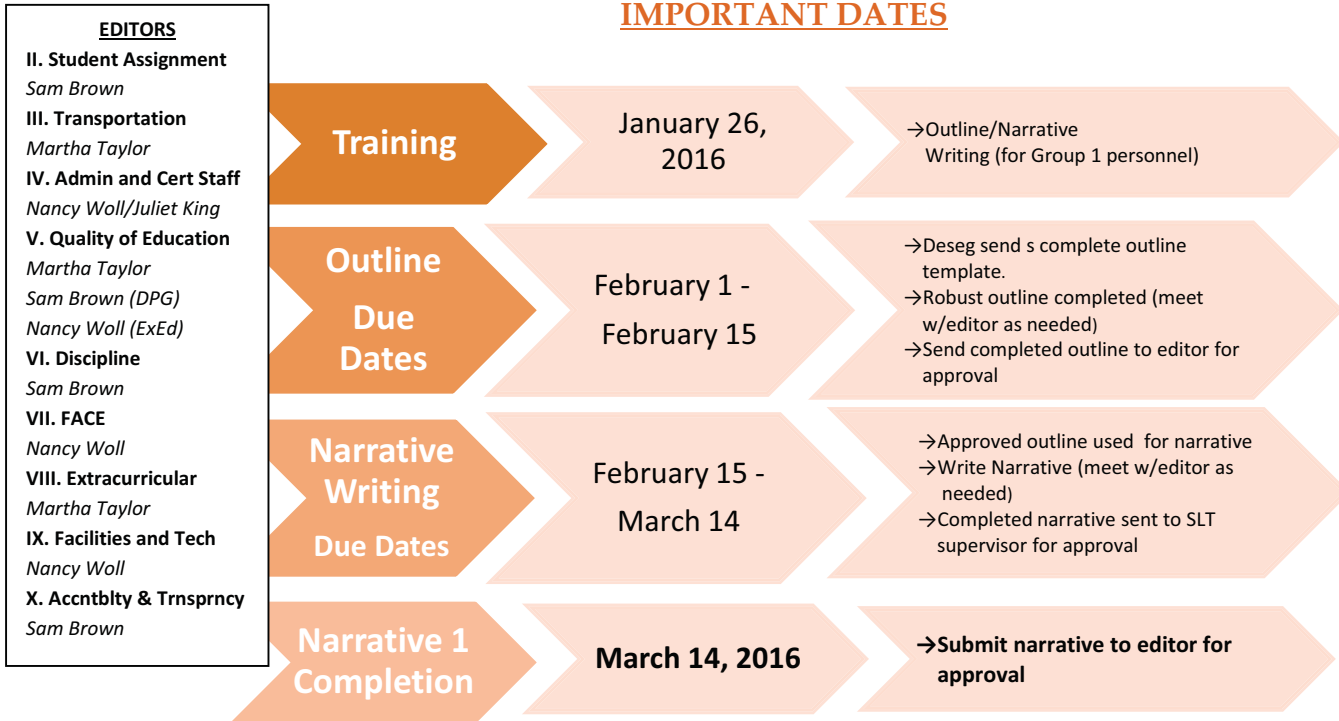 IMPORTANT DATES
EDITORS
II. Student Assignment
Sam Brown
III. Transportation
Martha Taylor
IV. Admin and Cert Staff
Nancy Woll/Juliet King
V. Quality of Education
Martha Taylor
Sam Brown (DPG)
Nancy Woll (ExEd)
VI. Discipline
Sam Brown
VII. FACE
Nancy Woll
VIII. Extracurricular
Martha Taylor
IX. Facilities and Tech
Nancy Woll
X. Accntblty & Trnsprncy
Sam Brown
Training
January 26,
2016
→Outline/Narrative
Writing (for Group 1 personnel)
Outline
Due
Dates
February 1 -
February 15
→Deseg send s complete outline
template.
→Robust outline completed (meet
w/editor as needed)
→Send completed outline to editor for
approval
Narrative
Writing
Due Dates
February 15 -
March 14
→Approved outline used for narrative
→Write Narrative (meet w/editor as
needed)
→Completed narrative sent to SLT
supervisor for approval
Narrative 1
Completion
March 14, 2016
→Submit narrative to editor for
approval